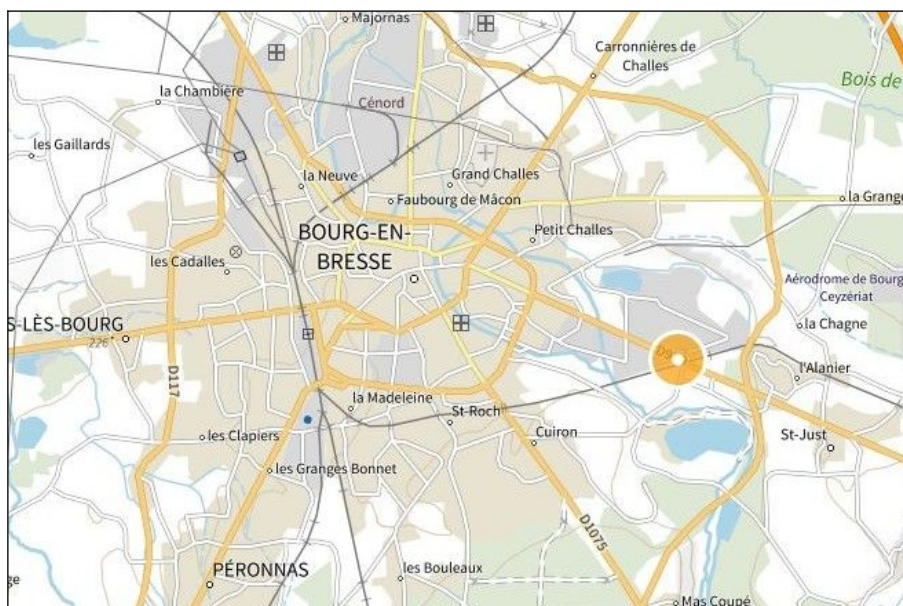 Majornas
Carronnières de
Challes
Bois de
la Chambière
Cénord
les Gaillards
la Neuve
Grand Challes
Faubourg de Mâcon
la Grange
BOURG-EN-
BRESSE
Petit Challes
les Cadalles
Aérodrome de Bourg
Ceyzériat
S-LÈS-BOURG
226
la Chagne
D117
l'Alanier
la Madeleine
St-Roch
les Clapiers
Cuiron
St-Just
les Granges Bonnet
D1075
PÉRONNAS
les Bouleaux
ge
Mas Coupé